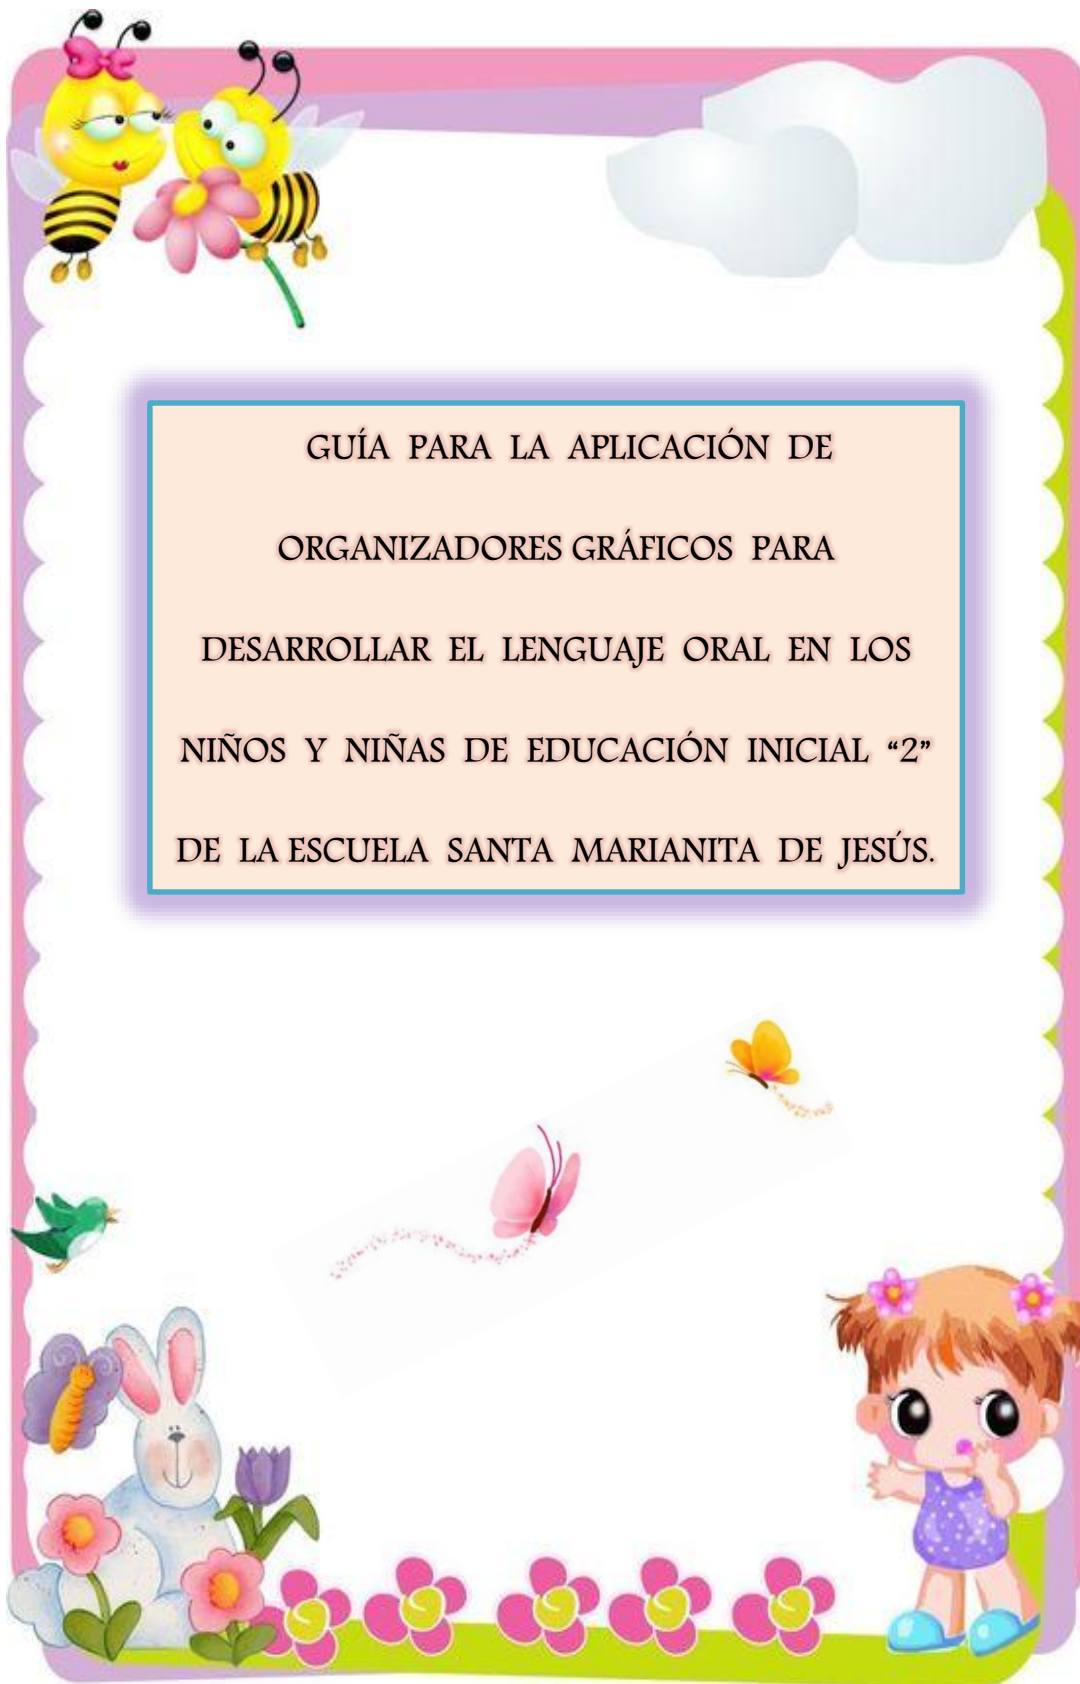 GUÍA PARA LA APLICACIÓN DE
ORGANIZADORES GRÁFICOS PARA
DESARROLLAR EL LENGUAJE ORAL EN LOS
NIÑOS Y NIÑAS DE EDUCACIÓN INICIAL “2”
DE LA ESCUELA SANTA MARIANITA DE JESÚS.